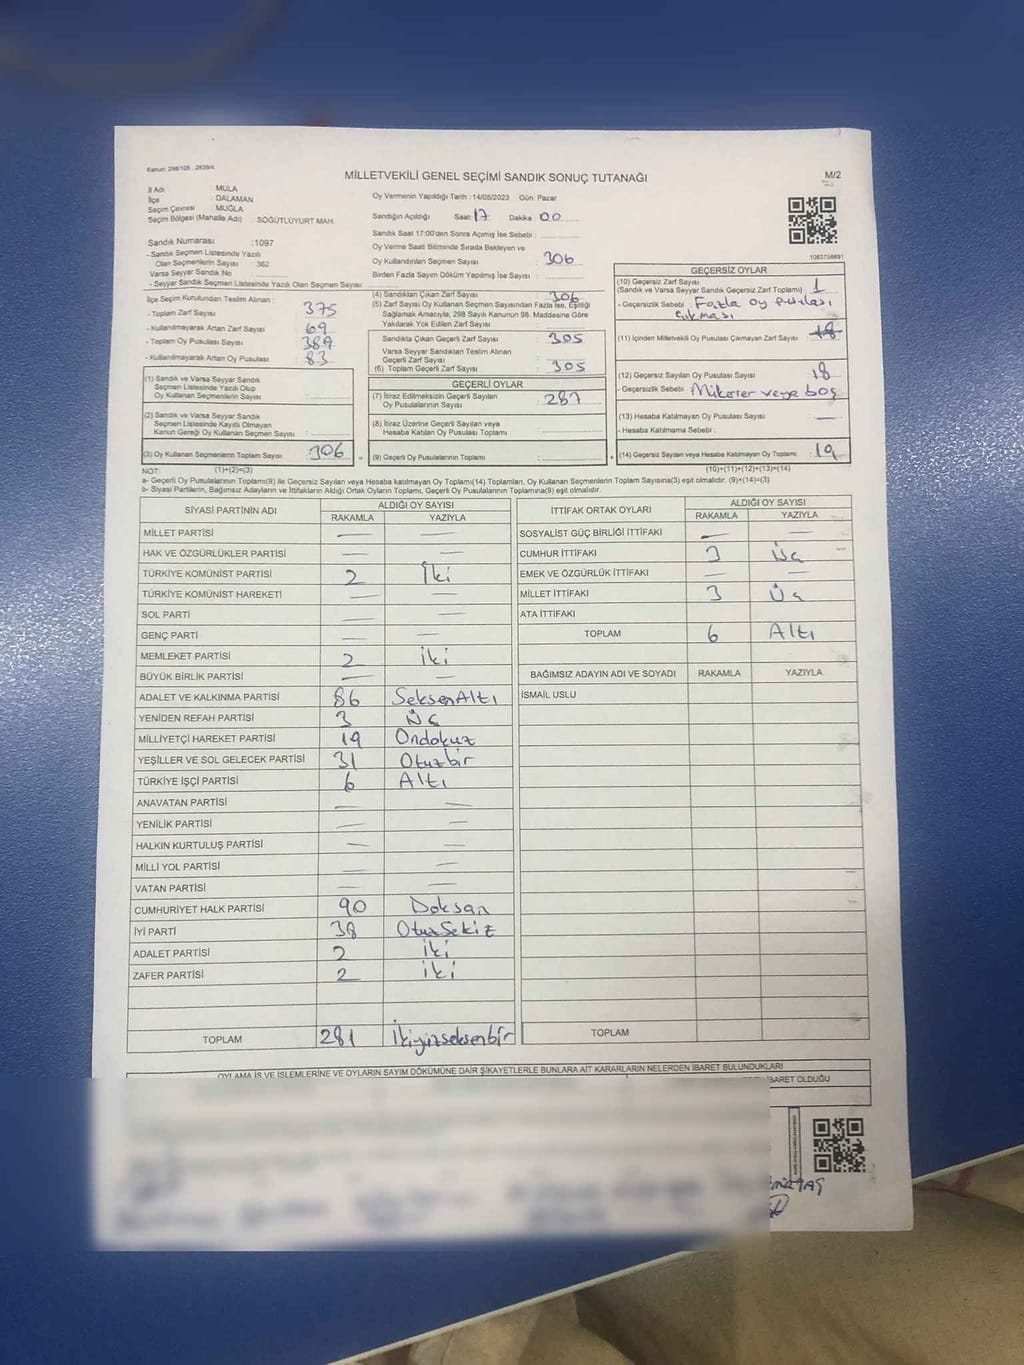 Kanun: 298/105 , 2839/4
MİLLETVEKİLİ GENEL SEÇİMİ SANDIK SONUÇ TUTANAĞI
M/2
İl Adı : MULA
İlçe : DALAMAN
Seçim Çevresi : MUĞLA
Seçim Bölgesi (Mahalle Adı) : SÖĞÜTLÜYURT MAH.
Sandık Numarası : 1097
- Sandık Seçmen Listesinde Yazılı
Olan Seçmenlerin Sayısı : 362
Varsa Seyyar Sandık No
- Seyyar Sandık Seçmen Listesinde Yazılı Olan Seçmen Sayısı:
Oy Vermenin Yapıldığı Tarih : 14/05/2023 Gün: Pazar
Sandığın Açıldığı Saat: 17 Dakika : 00
Sandık Saat 17:00'den Sonra Açılmış İse Sebebi :
Oy Verme Saati Bitiminde Sırada Bekleyen ve
Oy Kullandırılan Seçmen Sayısı : 306
Birden Fazla Sayım Döküm Yapılmış İse Sayısı :
1063758891
İlçe Seçim Kurulundan Teslim Alınan :
- Toplam Zarf Sayısı : 375
- Kullanılmayarak Artan Zarf Sayısı : 69
- Toplam Oy Pusulası : 389
- Kullanılmayarak Artan Oy Pusulası : 83
(1) Sandık ve Varsa Seyyar Sandık
Seçmen Listesinde Yazılı Olup
Oy Kullanan Seçmenlerin Sayısı :
(2) Sandık ve Varsa Seyyar Sandık
Seçmen Listesinde Kayıtlı Olmayan
Kanun Gereği Oy Kullanan Seçmen Sayısı :
(3) Oy Kullanan Seçmenlerin Toplam Sayısı : 306
(4) Sandıktan Çıkan Zarf Sayısı : 306
(5) Zarf Sayısı Oy Kullanan Seçmen Sayısından Fazla İse, Eşitliği
Sağlamak Amacıyla, 298 Sayılı Kanunun 98. Maddesine Göre
Yakılarak Yok Edilen Zarf Sayısı :
Sandıkta Çıkan Geçerli Zarf Sayısı : 305
Varsa Seyyar Sandıktan Teslim Alınan
Geçerli Zarf Sayısı :
(6) Toplam Geçerli Zarf Sayısı : 305
GEÇERLİ OYLAR
(7) İtiraz Edilmeksizin Geçerli Sayılan
Oy Pusulalarının Sayısı : 287
(8) İtiraz Üzerine Geçerli Sayılan veya
Hesaba Katılan Oy Pusulası Toplamı :
= (9) Geçerli Oy Pusulalarının Toplamı :
GEÇERSİZ OYLAR
(10) Geçersiz Zarf Sayısı
(Sandık ve Varsa Seyyar Sandık Geçersiz Zarf Toplamı) : 1
- Geçersizlik Sebebi : Fazla oy pusulası
çıkması
(11) İçinden Milletvekili Oy Pusulası Çıkmayan Zarf Sayısı : 18
(12) Geçersiz Sayılan Oy Pusulası Sayısı : 18
- Geçersizlik Sebebi : Mükerer veya boş
(13) Hesaba Katılmayan Oy Pusulası Sayısı : —
- Hesaba Katılmama Sebebi :
+ (14) Geçersiz Sayılan veya Hesaba Katılmayan Oy Toplamı : 19
NOT: (1)+(2)=(3) (10)+(11)+(12)+(13)=(14)
a- Geçerli Oy Pusulalarının Toplamı(9) ile Geçersiz Sayılan veya Hesaba katılmayan Oy Toplamı(14) Toplamları, Oy Kullanan Seçmenlerin Toplam Sayısına(3) eşit olmalıdır. (9)+(14)=(3)
b- Siyasi Partilerin, Bağımsız Adayların ve İttifakların Aldığı Ortak Oyların Toplamı, Geçerli Oy Pusulalarının Toplamına(9) eşit olmalıdır.
SİYASİ PARTİNİN ADI ALDIĞI OY SAYISI
RAKAMLA YAZIYLA
MİLLET PARTİSİ — —
HAK VE ÖZGÜRLÜKLER PARTİSİ — —
TÜRKİYE KOMÜNİST PARTİSİ 2 İki
TÜRKİYE KOMÜNİST HAREKETİ — —
SOL PARTİ — —
GENÇ PARTİ — —
MEMLEKET PARTİSİ 2 İki
BÜYÜK BİRLİK PARTİSİ — —
ADALET VE KALKINMA PARTİSİ 86 SeksenAltı
YENİDEN REFAH PARTİSİ 3 Üç
MİLLİYETÇİ HAREKET PARTİSİ 19 Ondokuz
YEŞİLLER VE SOL GELECEK PARTİSİ 31 Otuzbir
TÜRKİYE İŞÇİ PARTİSİ 6 Altı
ANAVATAN PARTİSİ — —
YENİLİK PARTİSİ — —
HALKIN KURTULUŞ PARTİSİ — —
MİLLİ YOL PARTİSİ — —
VATAN PARTİSİ — —
CUMHURİYET HALK PARTİSİ 90 Doksan
İYİ PARTİ 38 OtuzSekiz
ADALET PARTİSİ 2 İki
ZAFER PARTİSİ 2 İki
TOPLAM 281 İkiyüzseksenbir
İTTİFAK ORTAK OYLARI ALDIĞI OY SAYISI
RAKAMLA YAZIYLA
SOSYALİST GÜÇ BİRLİĞİ İTTİFAKI — —
CUMHUR İTTİFAKI 3 Üç
EMEK VE ÖZGÜRLÜK İTTİFAKI — —
MİLLET İTTİFAKI 3 Üç
ATA İTTİFAKI
TOPLAM 6 Altı
BAĞIMSIZ ADAYIN ADI VE SOYADI RAKAMLA YAZIYLA
İSMAİL USLU
TOPLAM
OYLAMA İŞ VE İŞLEMLERİNE VE OYLARIN SAYIM DÖKÜMÜNE DAİR ŞİKAYETLERLE BUNLARA AİT KARARLARIN NELERDEN İBARET BULUNDUKLARI
İBARET OLDUĞU